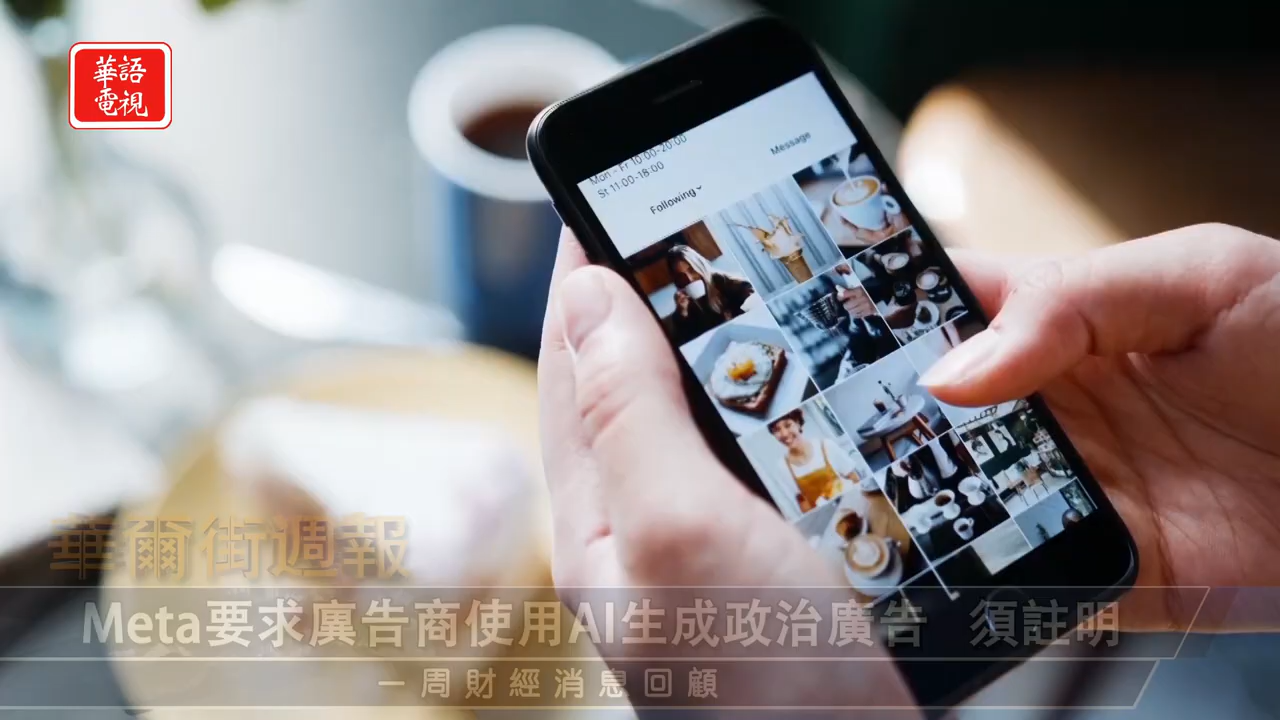 華語
電視
Mon - Fr 10:00-20:00
St 11:00-18:00
Message
Following
華爾街週報
Meta要求廣告商使用AI生成政治廣告 須註明
一周財經消息回顧